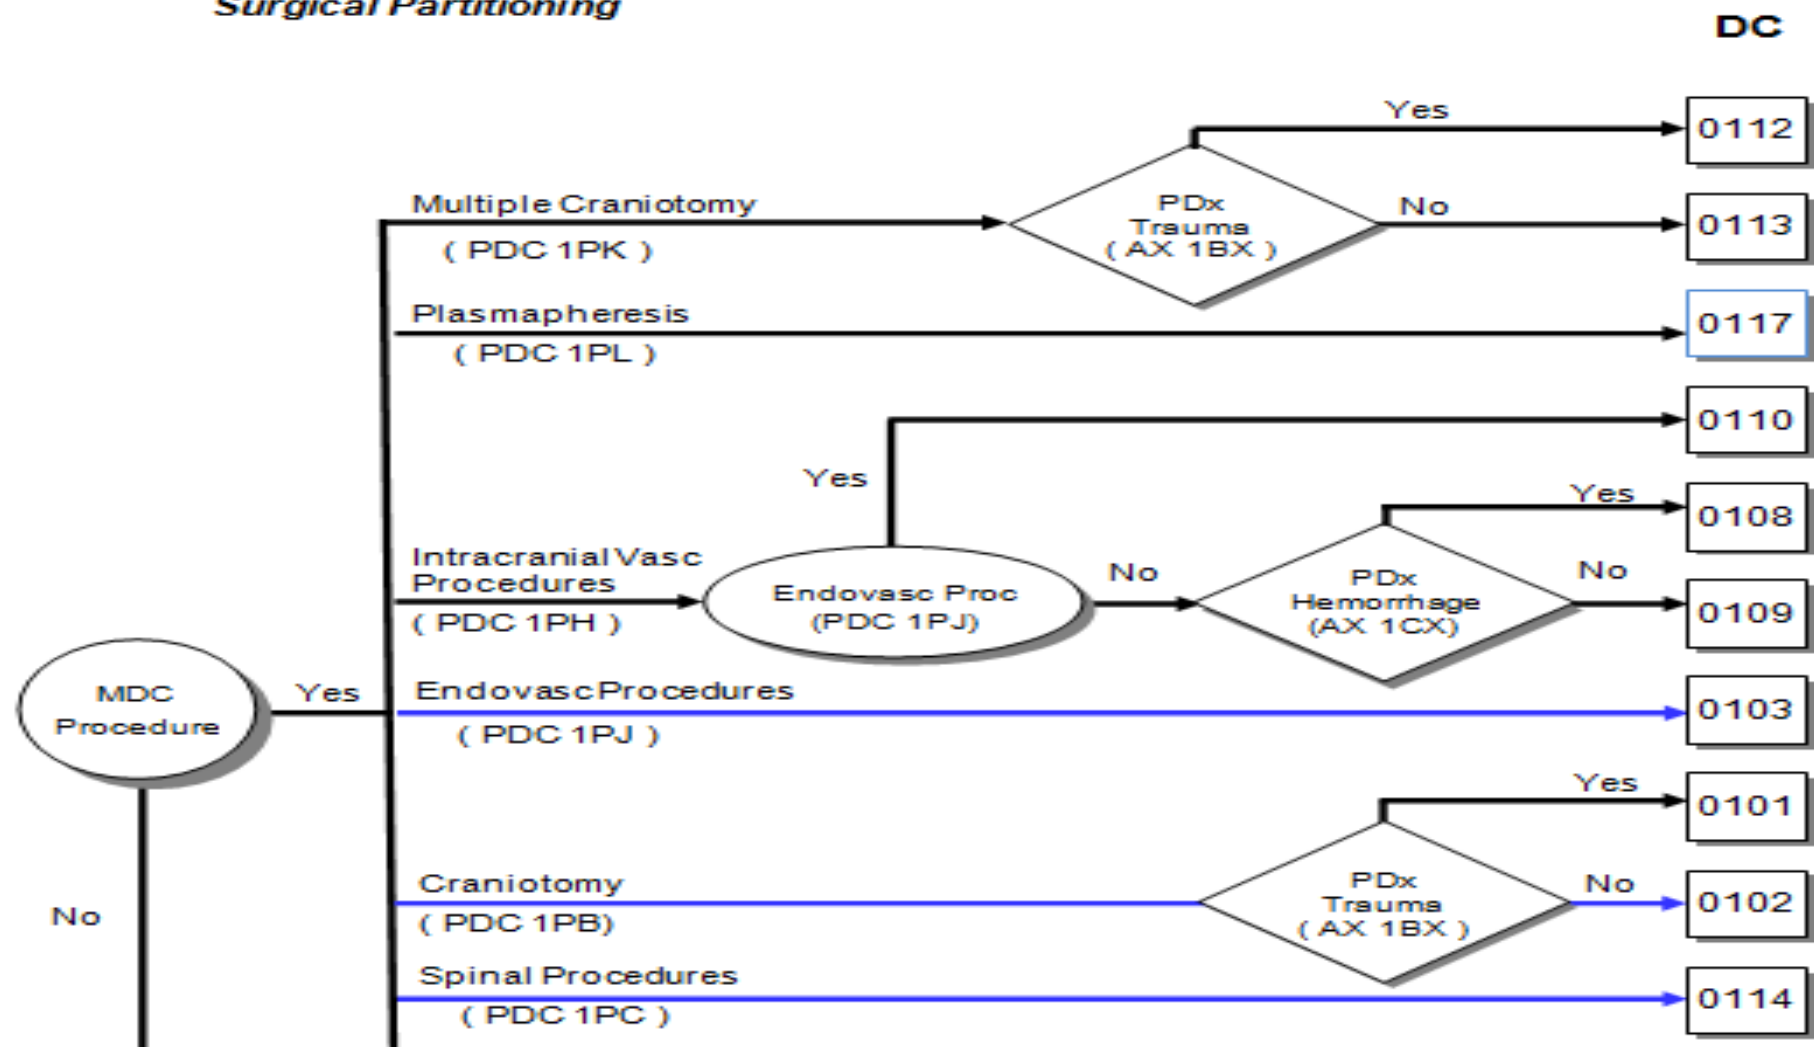 Surgical Partitioning
DC
Yes
0112
Multiple Craniotomy
( PDC 1PK )
PDx
Trauma
( AX 1BX )
No
0113
Plasmapheresis
( PDC 1PL )
0117
0110
Yes
Intracranial Vasc
Procedures
( PDC 1PH )
Endovasc Proc
(PDC 1PJ)
No
PDx
Hemorrhage
(AX 1CX)
Yes
0108
No
0109
MDC
Procedure
Yes
Endovasc Procedures
( PDC 1PJ )
0103
Yes
0101
Craniotomy
( PDC 1PB)
PDx
Trauma
( AX 1BX )
No
0102
No
Spinal Procedures
( PDC 1PC )
0114